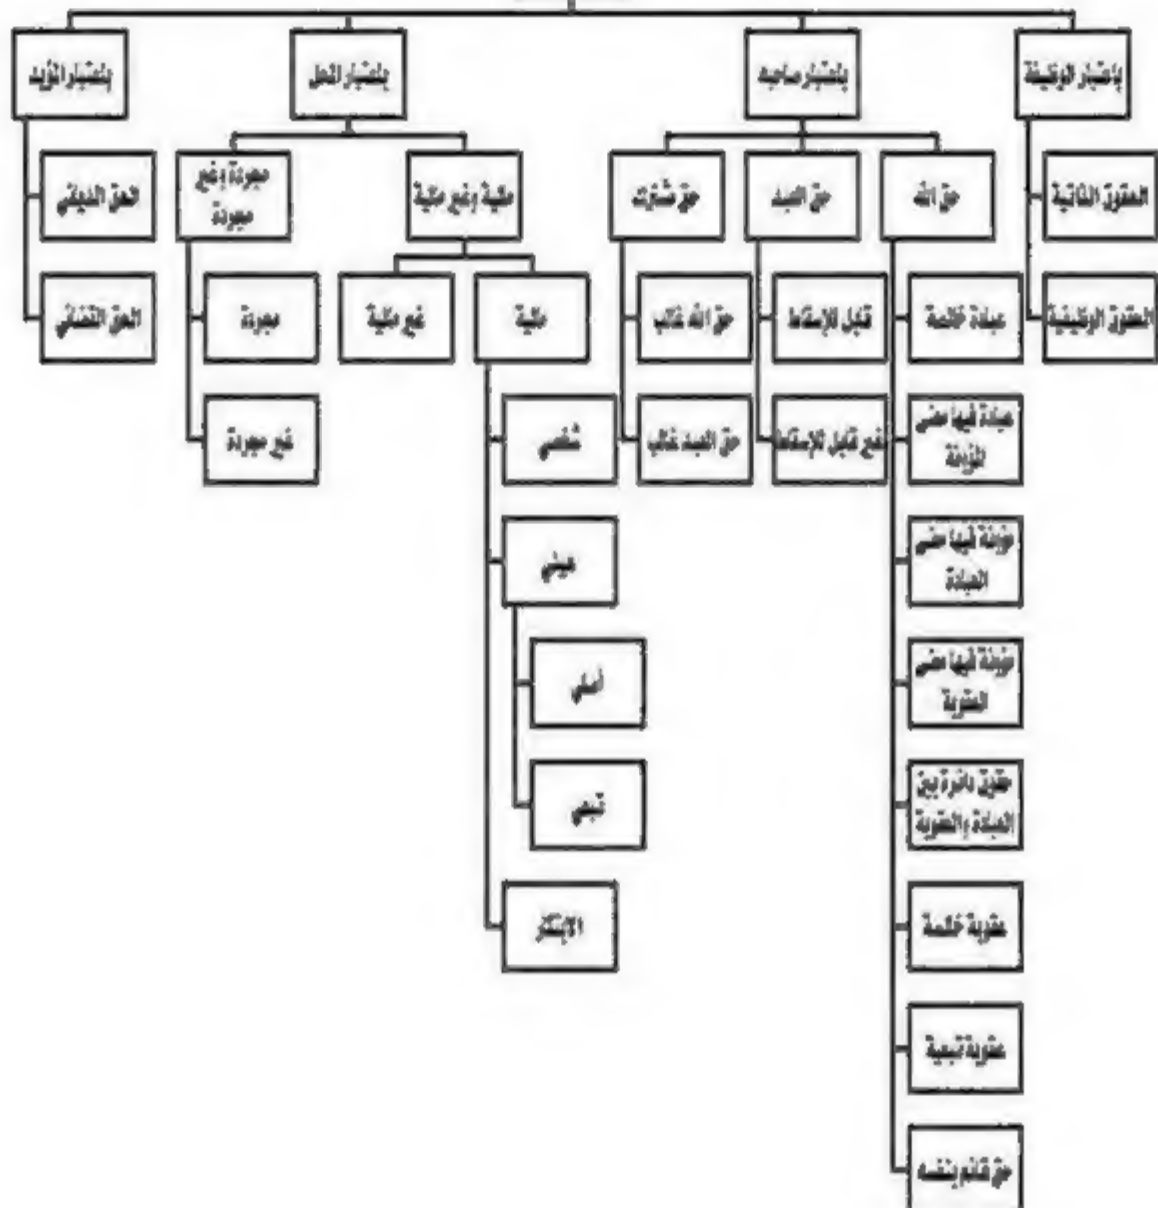 باعتبار الوظيفة
باعتبار صاحبه
باعتبار المحل
باعتبار المؤيد
حق الله
حق العبد
حق مشترك
مالية وغير مالية
مجردة وغير
مجردة
الحقوق الذاتية
الحق الدياني
عبادة خالصة
قابل للإسقاط
حق الله غالب
مالية
غير مالية
مجردة
الحقوق الوظيفية
الحق القضائي
عبادة فيها معنى
المؤونة
غير قابل للإسقاط
حق العبد غالب
شخصي
غير مجردة
مؤونة فيها معنى
العبادة
عيني
مؤونة فيها معنى
العقوبة
أصلي
حقوق دائرة بين
العبادة والعقوبة
تبعي
عقوبة خالصة
الابتكار
عقوبة تبعية
حق قائم بنفسه